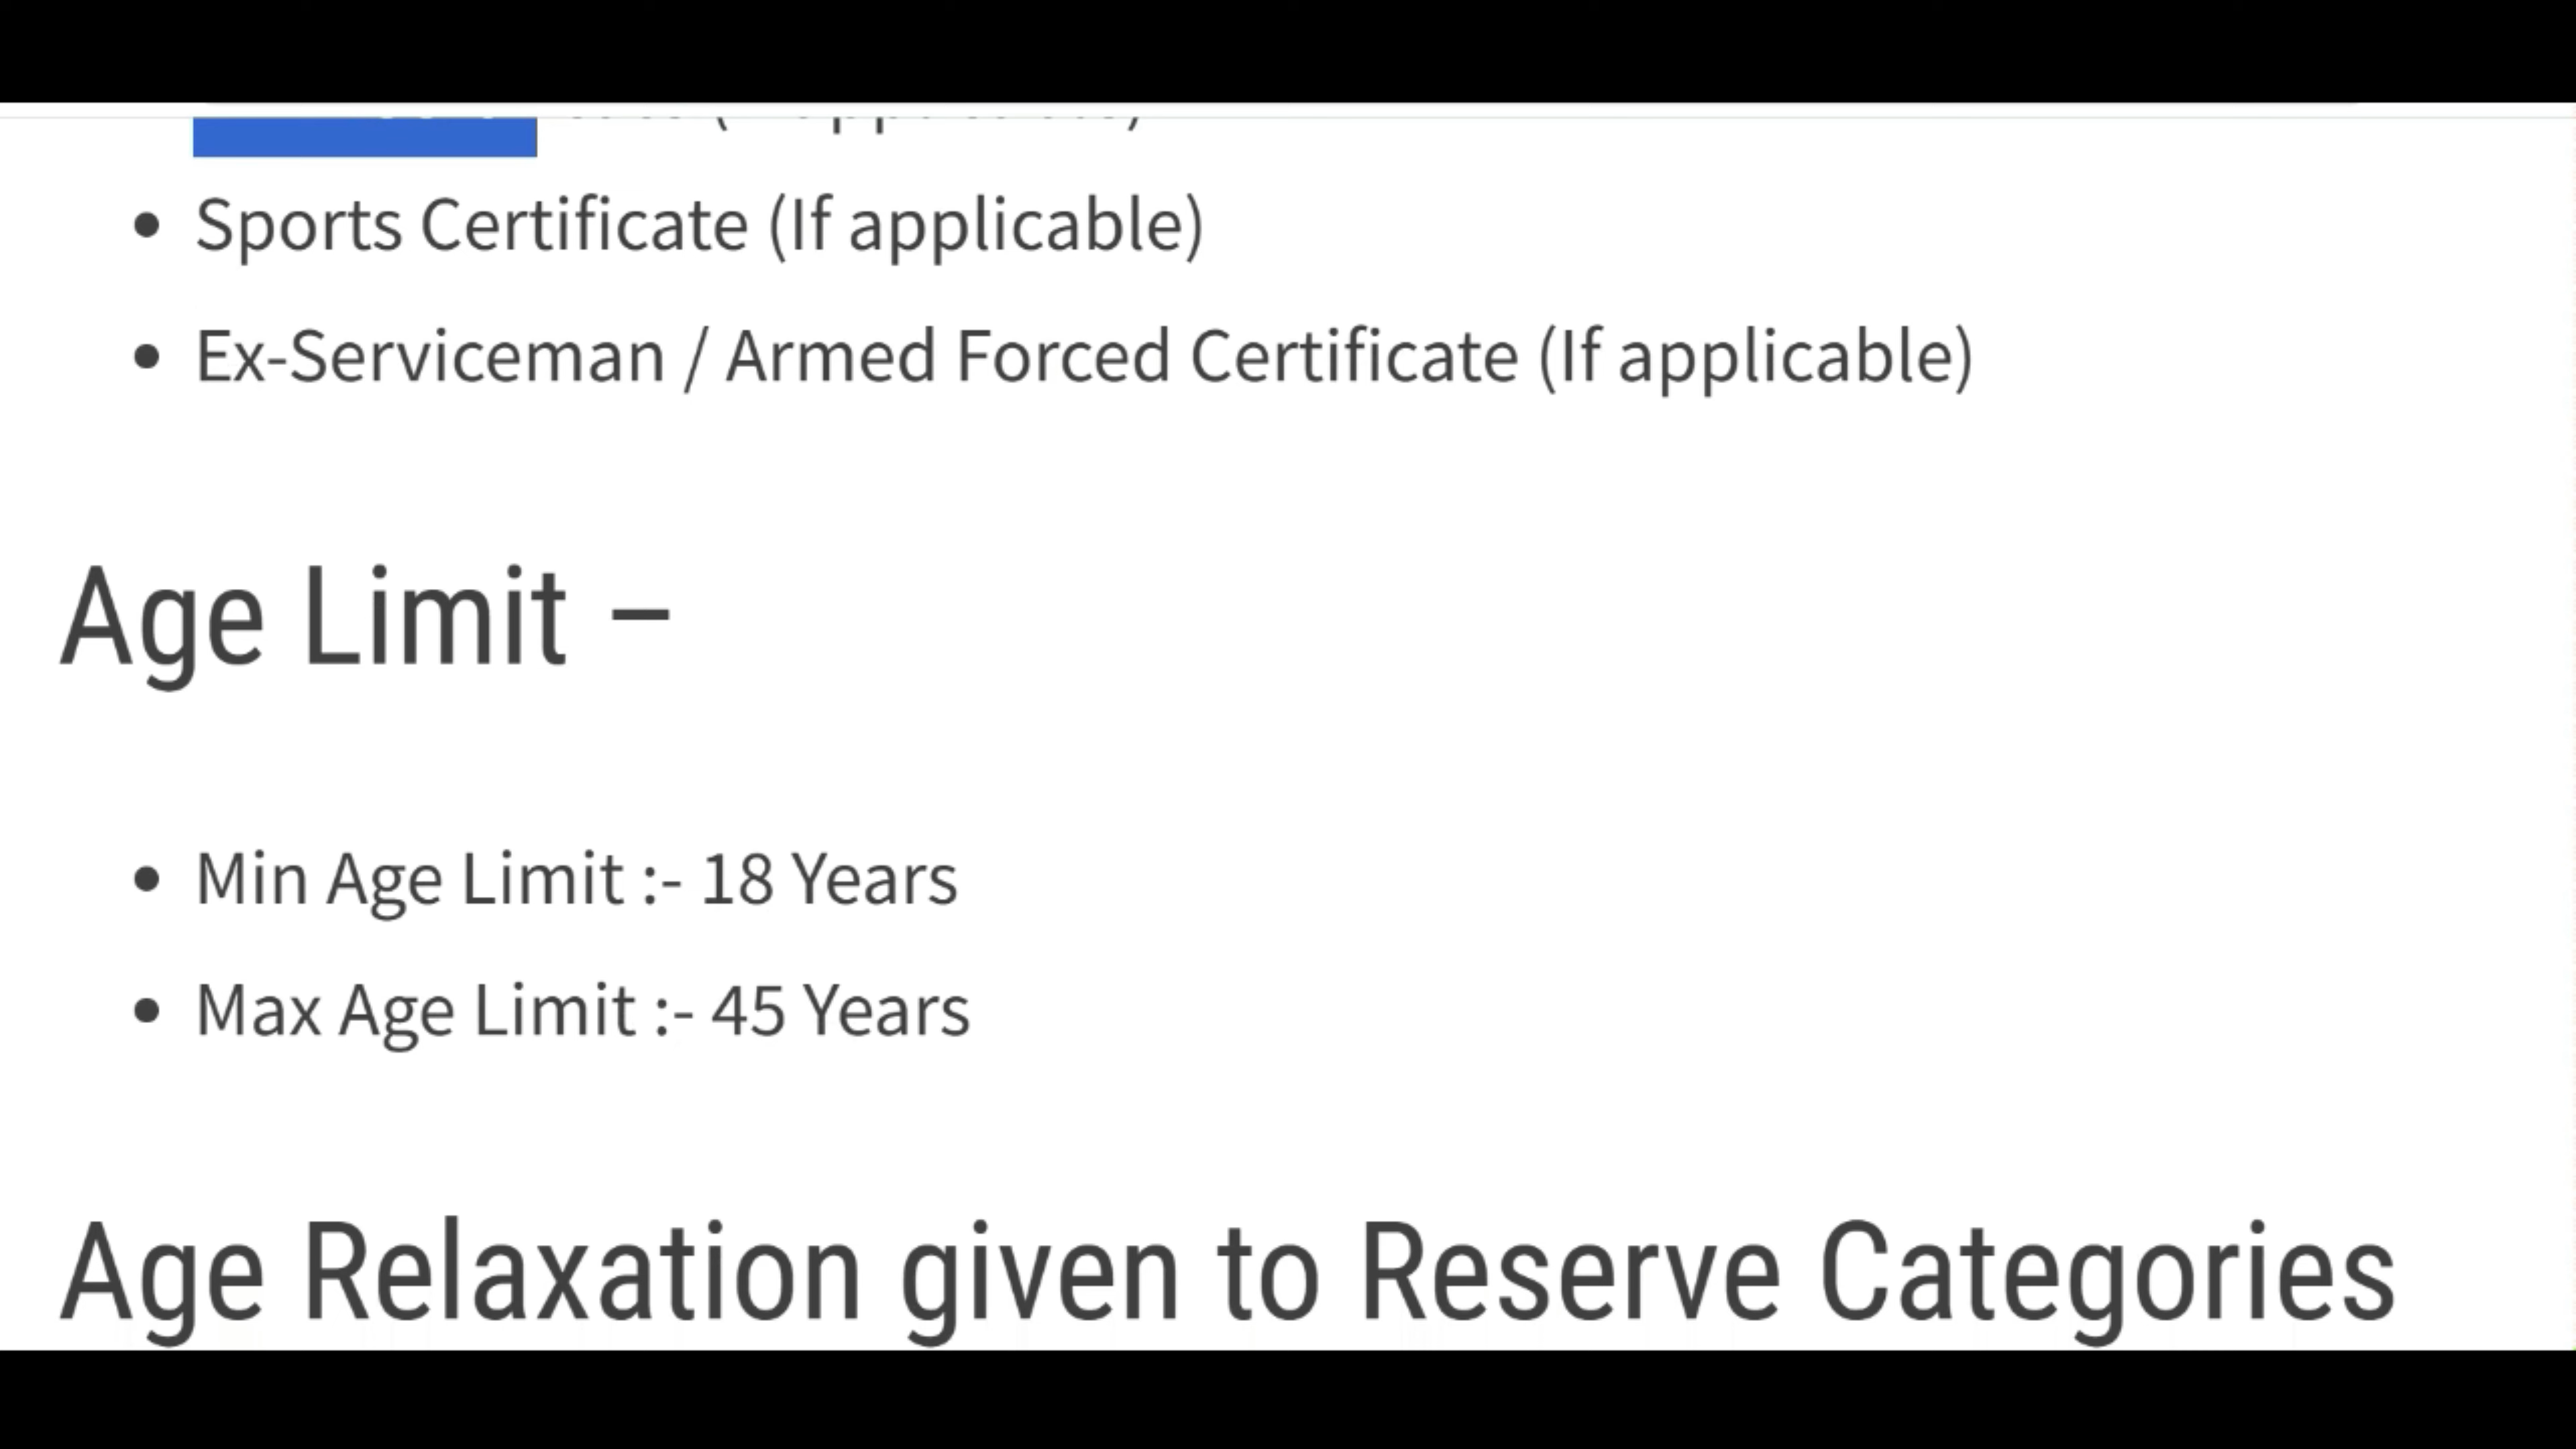 Sports Certificate (If applicable)
Ex-Serviceman / Armed Forced Certificate (If applicable)
Age Limit –
Min Age Limit :- 18 Years
Max Age Limit :- 45 Years
Age Relaxation given to Reserve Categories